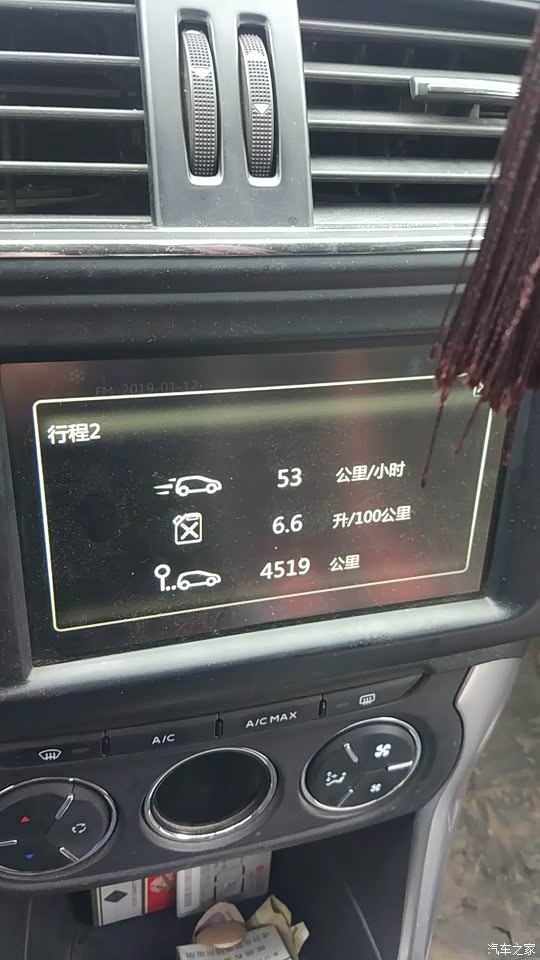 FM 2019-01-12
行程2
53 公里/小时
6.6 升/100公里
4519 公里
A/C
A/C MAX
汽车之家